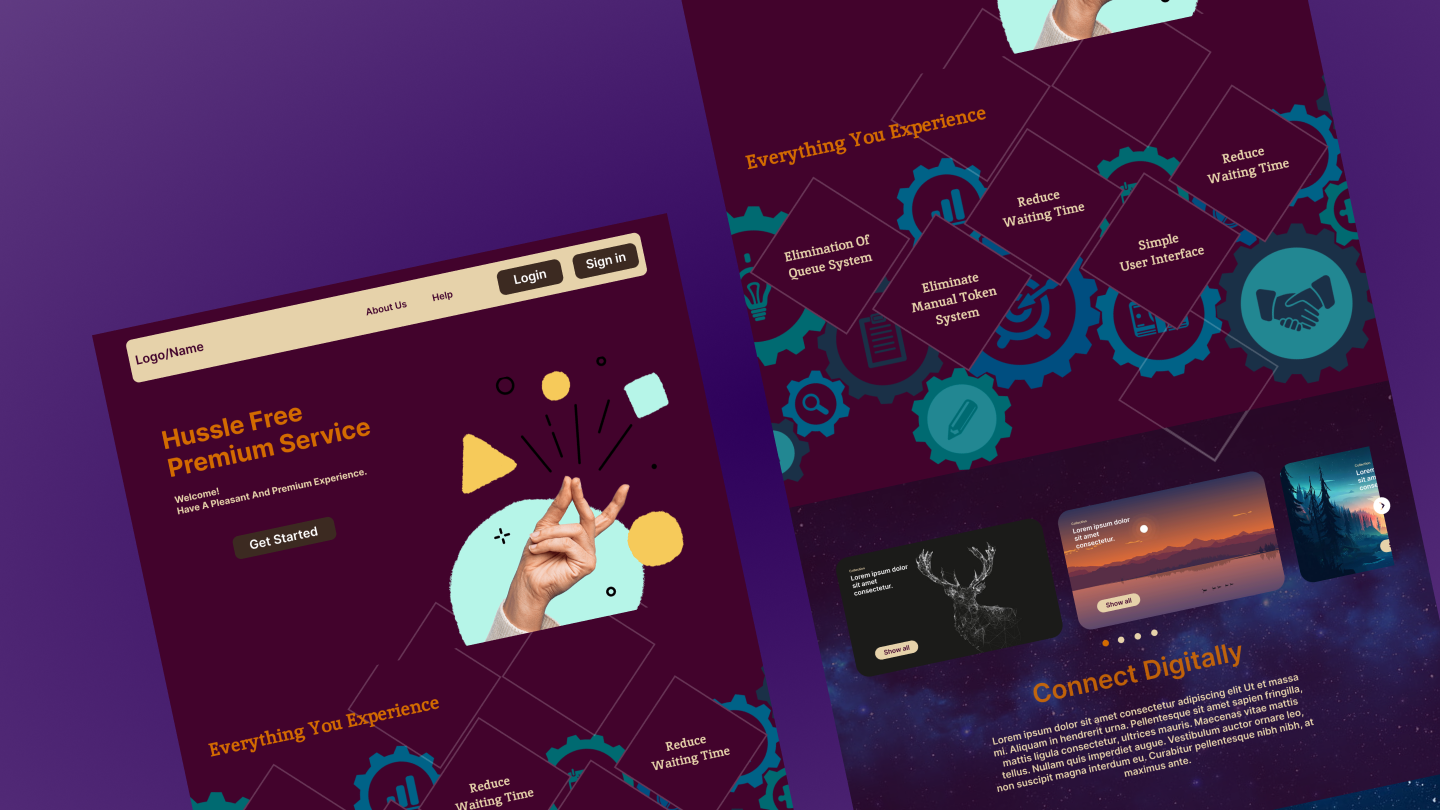 Logo/Name
About Us
Help
Login
Sign in
Hussle Free
Premium Service
Welcome!
Have A Pleasant And Premium Experience.
Get Started
Everything You Experience
Reduce
Waiting Time
Reduce
Waiting Time
Everything You Experience
Elimination Of
Queue System
Eliminate
Manual Token
System
Reduce
Waiting Time
Simple
User Interface
Reduce
Waiting Time
Collection
Lorem ipsum dolor
sit amet
consectetur.
Show all
Collection
Lorem ipsum dolor
sit amet
consectetur.
Show all
Collection
Lorem
sit am
conse
Connect Digitally
Lorem ipsum dolor sit amet consectetur adipiscing elit Ut et massa
mi. Aliquam in hendrerit urna. Pellentesque sit amet sapien fringilla,
mattis ligula consectetur, ultrices mauris. Maecenas vitae mattis
tellus. Nullam quis imperdiet augue. Vestibulum auctor ornare leo,
non suscipit magna interdum eu. Curabitur pellentesque nibh nibh, at
maximus ante.